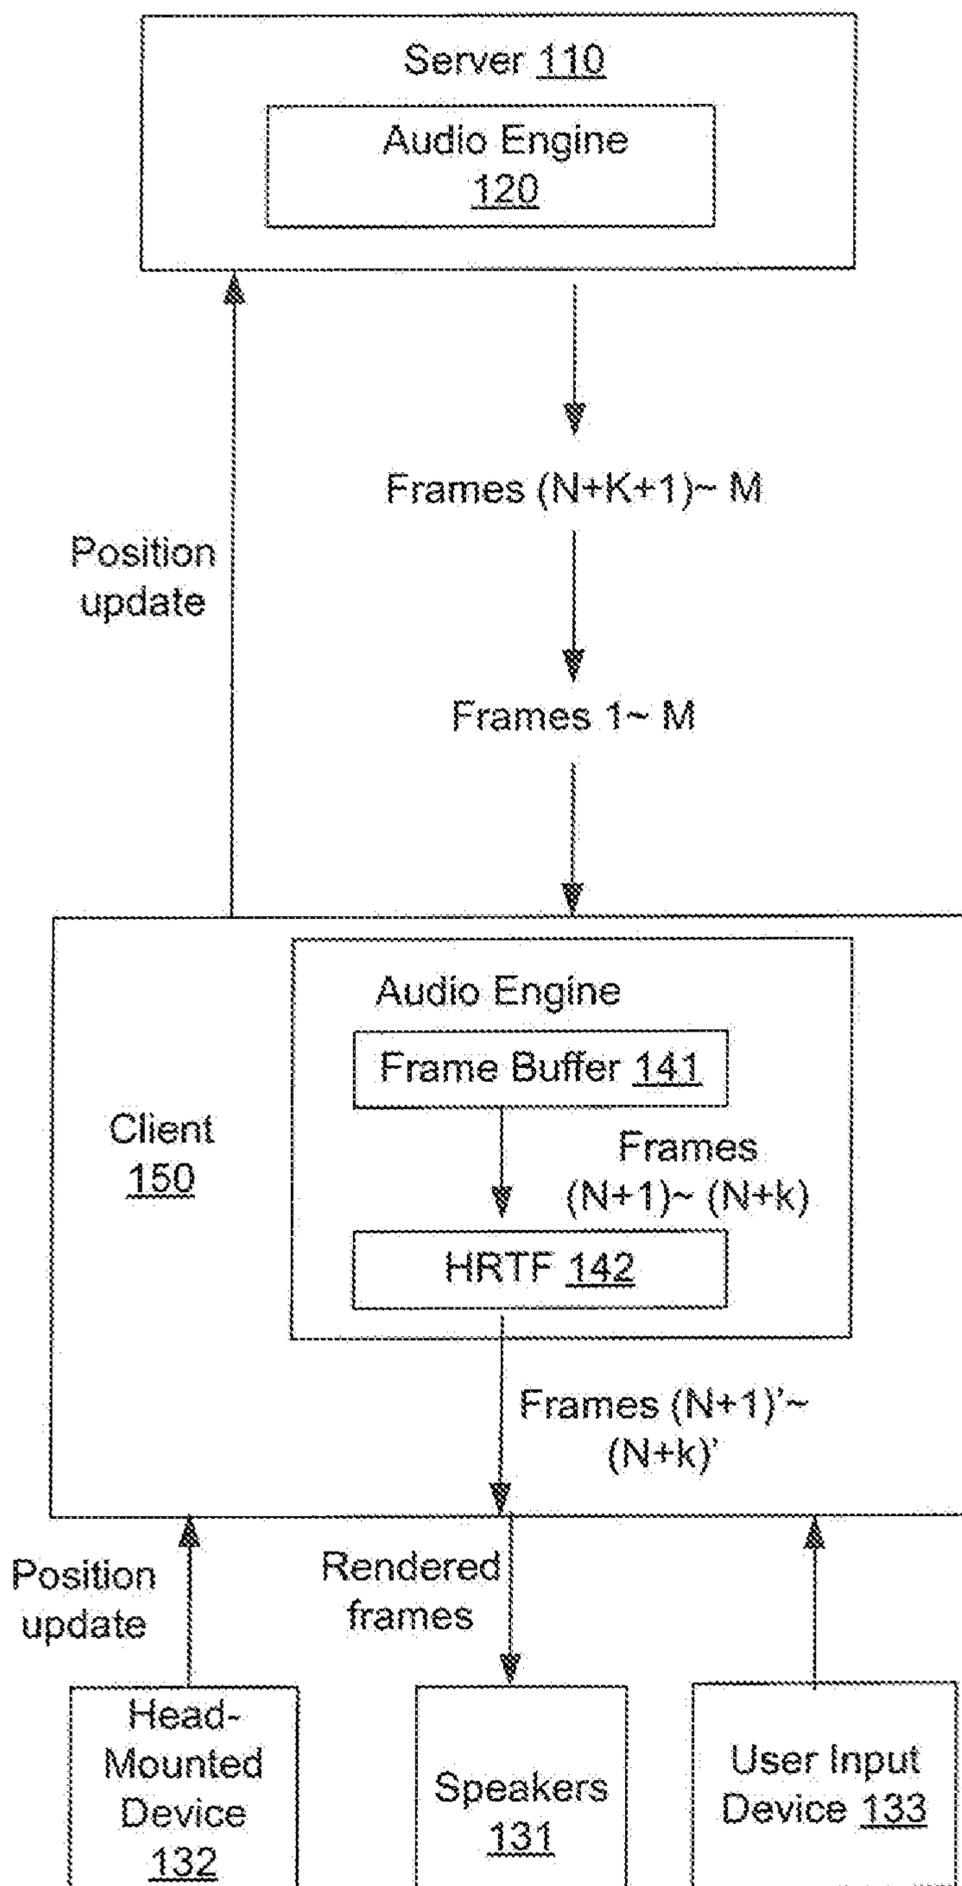 Server 110
Audio Engine
120
Frames (N+K+1)~ M
Position
update
Frames 1~ M
Audio Engine
Frame Buffer 141
Client
150
Frames
(N+1)~ (N+k)
HRTF 142
Frames (N+1)'~
(N+k)'
Position
update
Rendered
frames
Head-
Mounted
Device
132
Speakers
131
User Input
Device 133